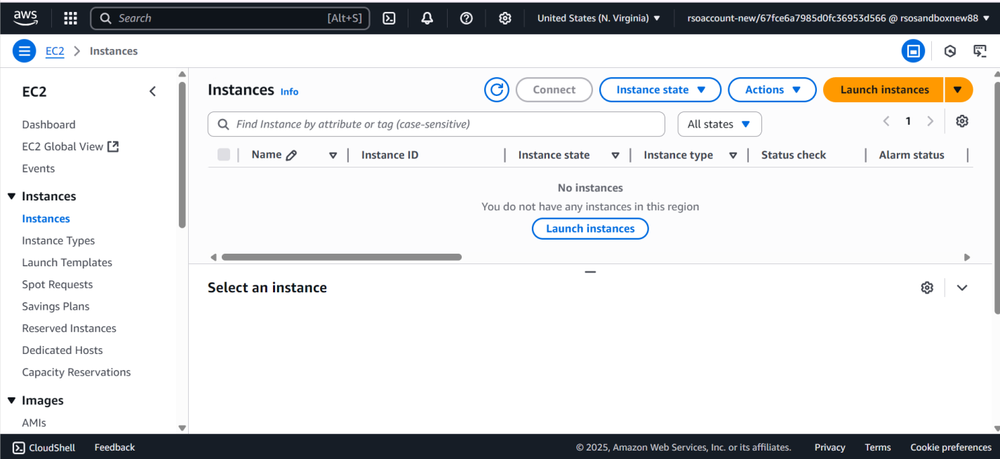 aws
Search [Alt+S]
United States (N. Virginia)
rsoaccount-new/67fce6a7985d0fc36953d566 @ rsosandboxnew88
EC2 > Instances
EC2
Dashboard
EC2 Global View
Events
Instances
Instances
Instance Types
Launch Templates
Spot Requests
Savings Plans
Reserved Instances
Dedicated Hosts
Capacity Reservations
Images
AMIs
Instances Info
Connect
Instance state
Actions
Launch instances
Find Instance by attribute or tag (case-sensitive)
All states
1
Name Instance ID Instance state Instance type Status check Alarm status
No instances
You do not have any instances in this region
Launch instances
Select an instance
CloudShell Feedback © 2025, Amazon Web Services, Inc. or its affiliates. Privacy Terms Cookie preferences